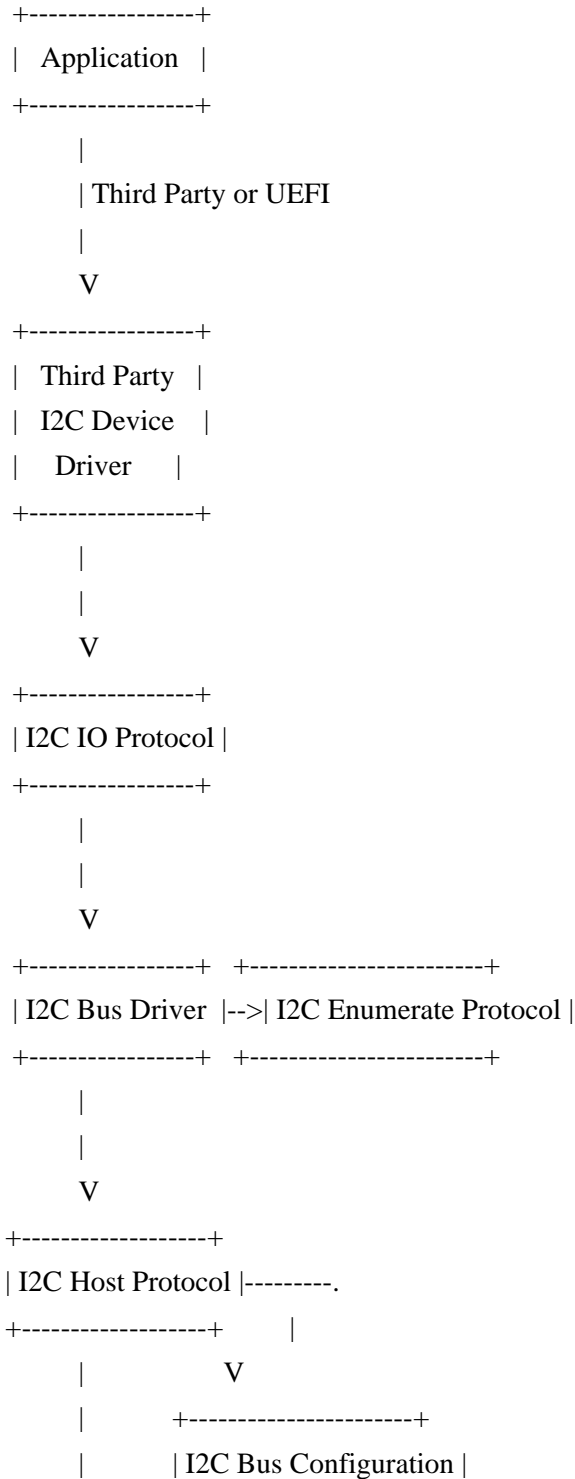 +-----------------+
| Application |
+-----------------+
|
| Third Party or UEFI
|
V
+-----------------+
| Third Party |
| I2C Device |
| Driver |
+-----------------+
|
|
V
+-----------------+
| I2C IO Protocol |
+-----------------+
|
|
V
+-----------------+ +------------------------+
| I2C Bus Driver |-->| I2C Enumerate Protocol |
+-----------------+ +------------------------+
|
|
V
+-------------------+
| I2C Host Protocol |---------.
+-------------------+ |
| V
| +-----------------------+
| | I2C Bus Configuration |